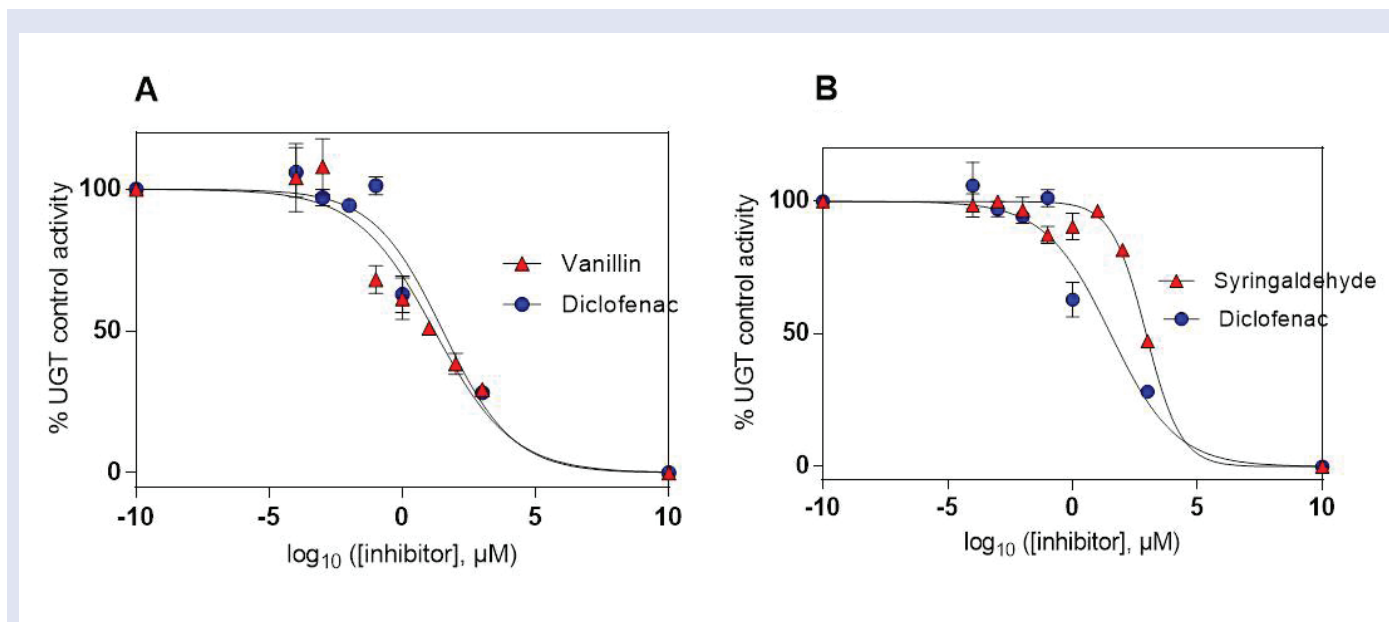 A
% UGT control activity
100
50
0
-10
-5
0
5
10
log10 ([inhibitor], µM)
Vanillin
Diclofenac
B
% UGT control activity
100
50
0
-10
-5
0
5
10
log10 ([inhibitor], µM)
Syringaldehyde
Diclofenac